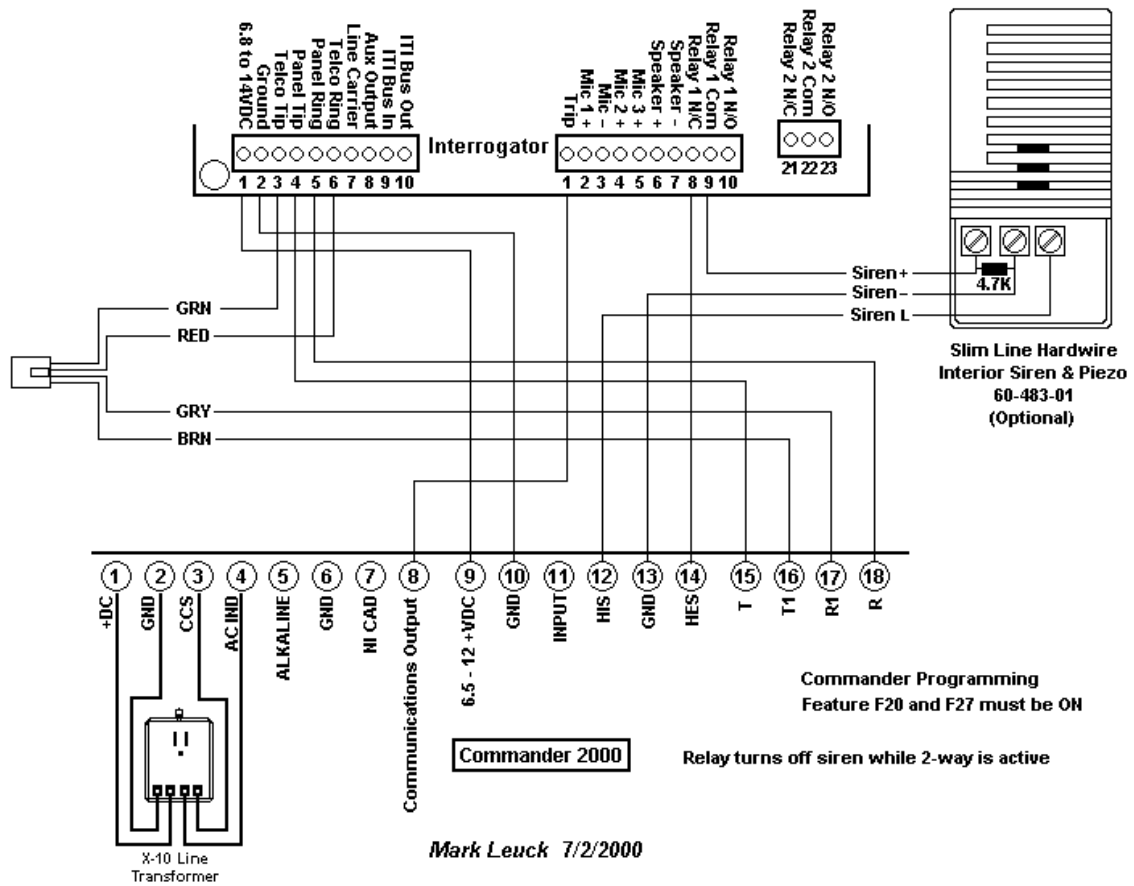 6.8 to 14VDC
Ground
Telco Tip
Panel Tip
Panel Ring
Telco Ring
Line Carrier
Aux Output
ITI Bus In
ITI Bus Out
Interrogator
Trip
Mic 1 +
Mic -
Mic 2 +
Mic 3 +
Speaker +
Speaker -
Relay 1 N/C
Relay 1 Com
Relay 1 N/O
Relay 2 N/C
Relay 2 Com
Relay 2 N/O
1 2 3 4 5 6 7 8 9 10
1 2 3 4 5 6 7 8 9 10
21 22 23
Siren +
Siren -
Siren L
4.7K
Slim Line Hardwire
Interior Siren & Piezo
60-483-01
(Optional)
GRN
RED
GRY
BRN
1 2 3 4 5 6 7 8 9 10 11 12 13 14 15 16 17 18
+DC
GND
CCS
AC IND
ALKALINE
GND
NI CAD
Communications Output
6.5 - 12 +VDC
GND
INPUT
HIS
GND
HES
T
T1
R1
R
Commander Programming
Feature F20 and F27 must be ON
Commander 2000
Relay turns off siren while 2-way is active
Mark Leuck 7/2/2000
X-10 Line
Transformer